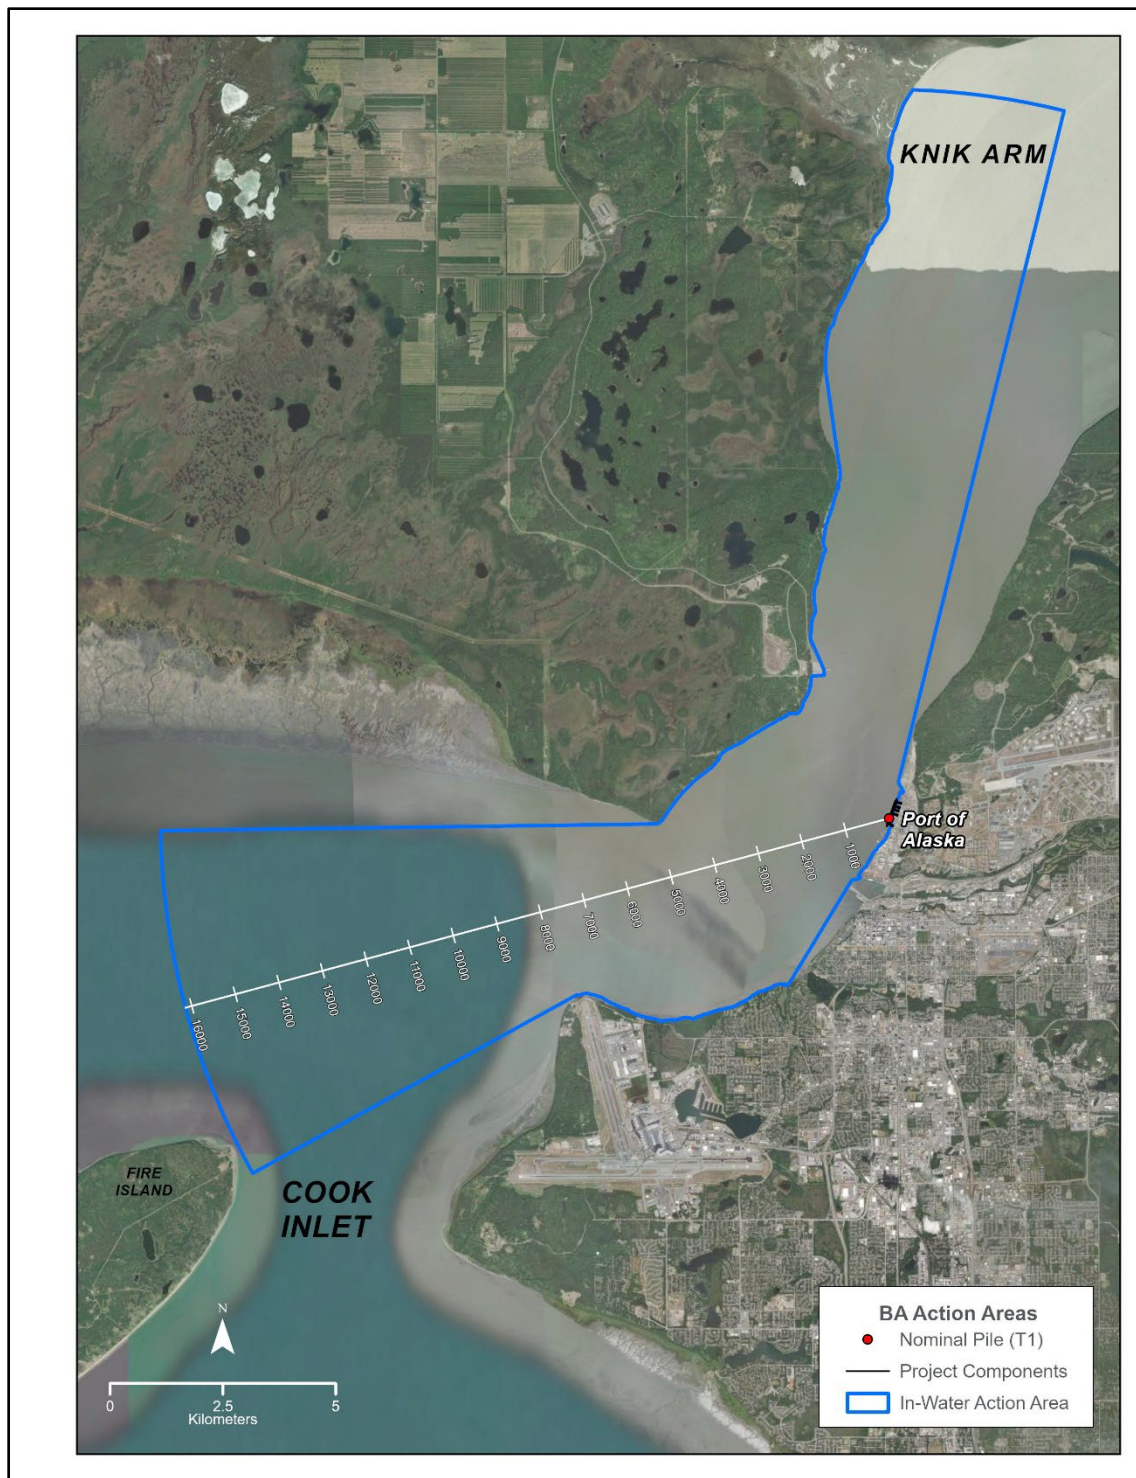 KNIK ARM
Port of
Alaska
1000
2000
3000
4000
5000
6000
7000
8000
9000
10000
11000
12000
13000
14000
15000
16000
FIRE
ISLAND
COOK
INLET
N
0 2.5 5
Kilometers
BA Action Areas
Nominal Pile (T1)
Project Components
In-Water Action Area